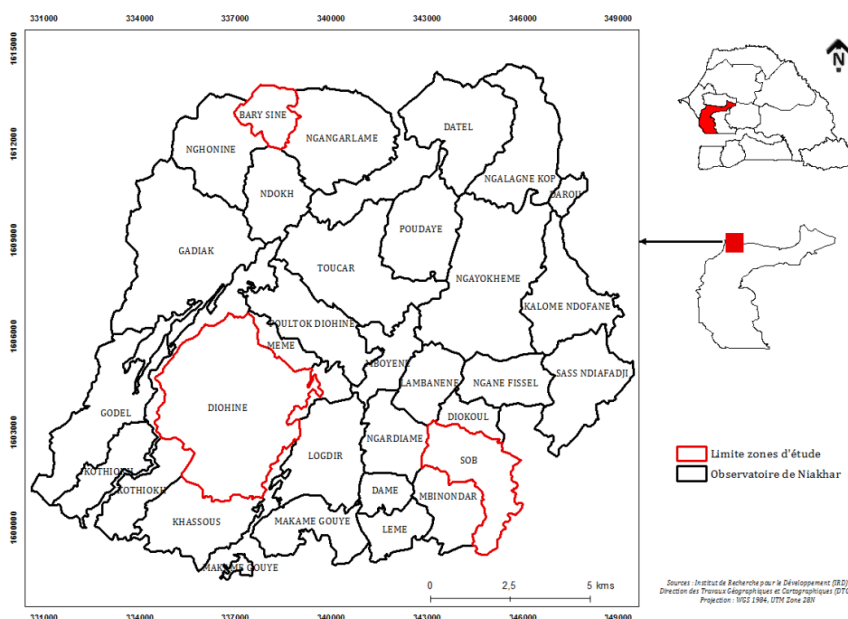 331000 334000 337000 340000 343000 346000 349000
1615000
1612000
1609000
1606000
1603000
1600000
N
BARY SINE
DATEL
NGANGARLAME
NGHONINE
NGALAGNE KOP
NDOKH
DAROU
POUDAYE
GADIAK
TOUCAR
NGAYOKHEME
KALOME NDOFANE
POULTOK DIOHINE
MEME
MBOYENE
SASS NDIAFADJI
LAMBANENE
NGANE FISSEL
DIOHINE
GODEL
DIOKOUL
NGARDIAME
LOGDIR
SOB
KOTHIOKH
KOTHIOKH
DAME
MBINONDAR
KHASSOUS
MAKAME GOUYE
LEME
MAKAME GOUYE
Limite zones d'étude
Observatoire de Niakhar
0 2,5 5 kms
331000 334000 337000 340000 343000 346000 349000
Sources : Institut de Recherche pour le Développement (IRD)
Direction des Travaux Géographiques et Cartographiques (DTG
Projection : WGS 1984, UTM Zone 28N